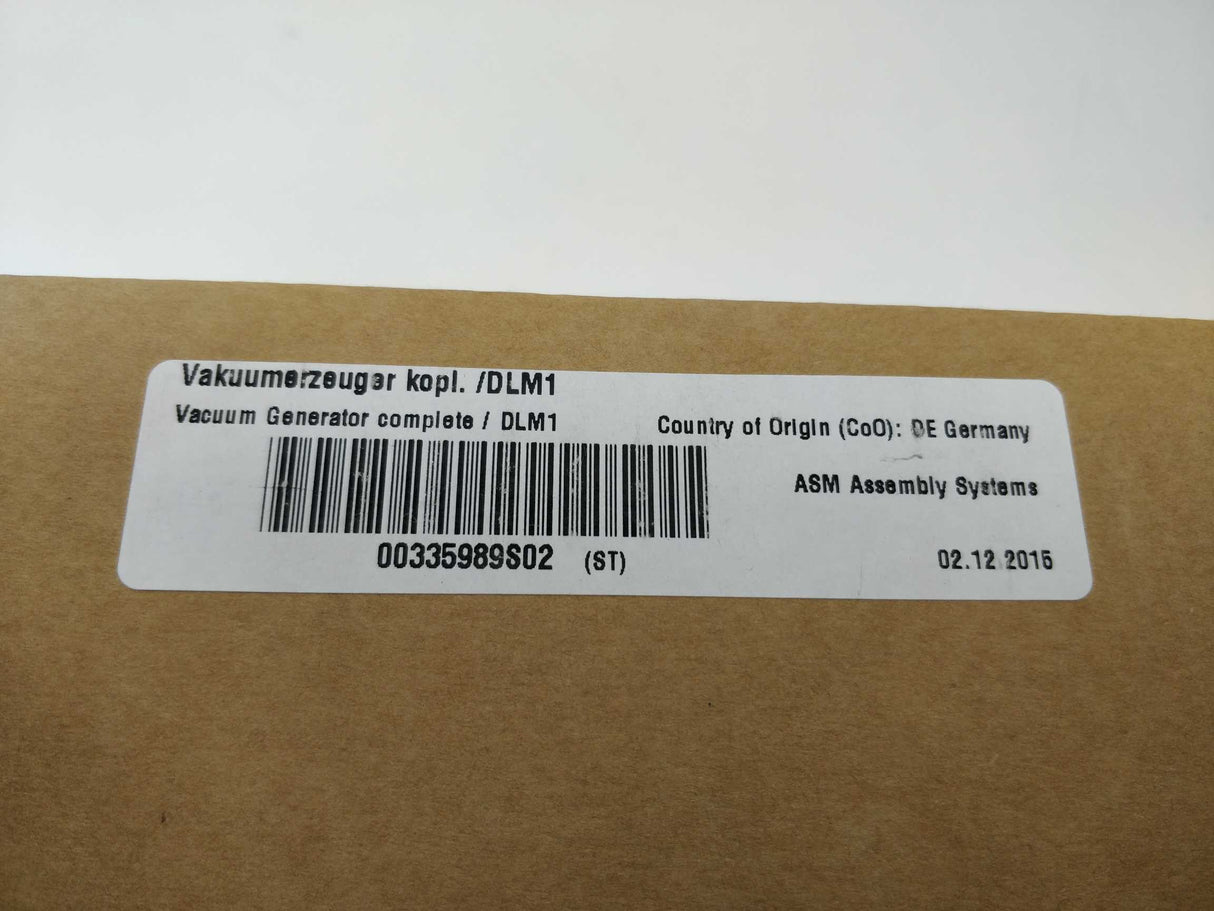 Vakuumerzeuger kopl. /DLM1
Vacuum Generator complete / DLM1
Country of Origin (CoO): DE Germany
ASM Assembly Systems
00335989S02 (ST)
02.12.2015